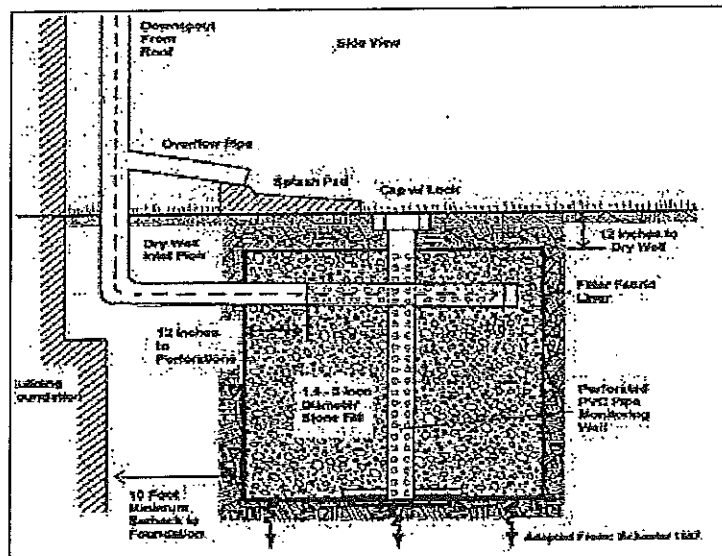 Downspout
From
Roof
Side View
Overflow Pipe
Splash Pad
Cap w/ Lock
Dry Well
Inlet Pipe
12 Inches to
Dry Well
Filter Fabric
Liner
12 Inches
to
Perforations
Building
Foundation
Inch
Diameter
Stone Fill
Perforated
PVC Pipe
Monitoring
Well
10 Foot
Minimum
Setback to
Foundation
Adapted From: